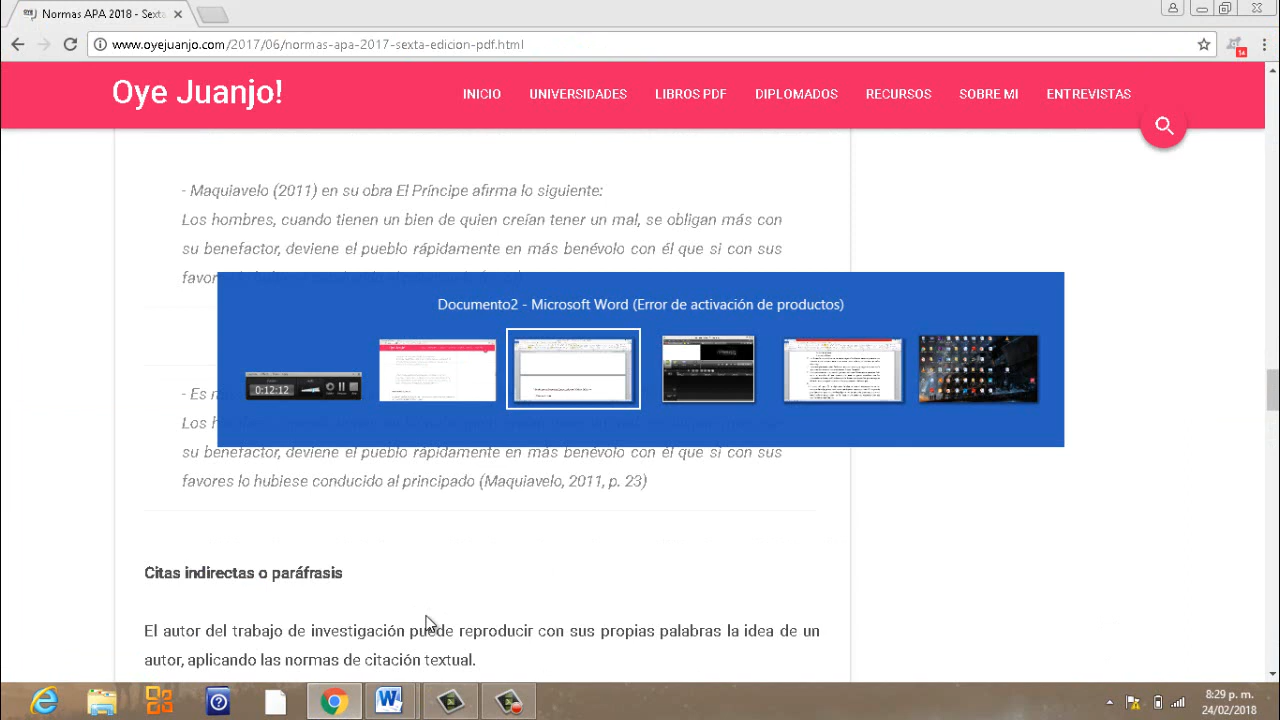 Normas APA 2018 - Sexta
www.oyejuanjo.com/2017/06/normas-apa-2017-sexta-edicion-pdf.html
Oye Juanjo!
INICIO UNIVERSIDADES LIBROS PDF DIPLOMADOS RECURSOS SOBRE MI ENTREVISTAS
- Maquiavelo (2011) en su obra El Príncipe afirma lo siguiente:
Los hombres, cuando tienen un bien de quien creían tener un mal, se obligan más con
su benefactor, deviene el pueblo rápidamente en más benévolo con él que si con sus
Documento2 - Microsoft Word (Error de activación de productos)
0:12:12
su benefactor, deviene el pueblo rápidamente en más benévolo con él que si con sus
favores lo hubiese conducido al principado (Maquiavelo, 2011, p. 23)
Citas indirectas o paráfrasis
El autor del trabajo de investigación puede reproducir con sus propias palabras la idea de un
autor, aplicando las normas de citación textual.
8:29 p. m.
24/02/2018